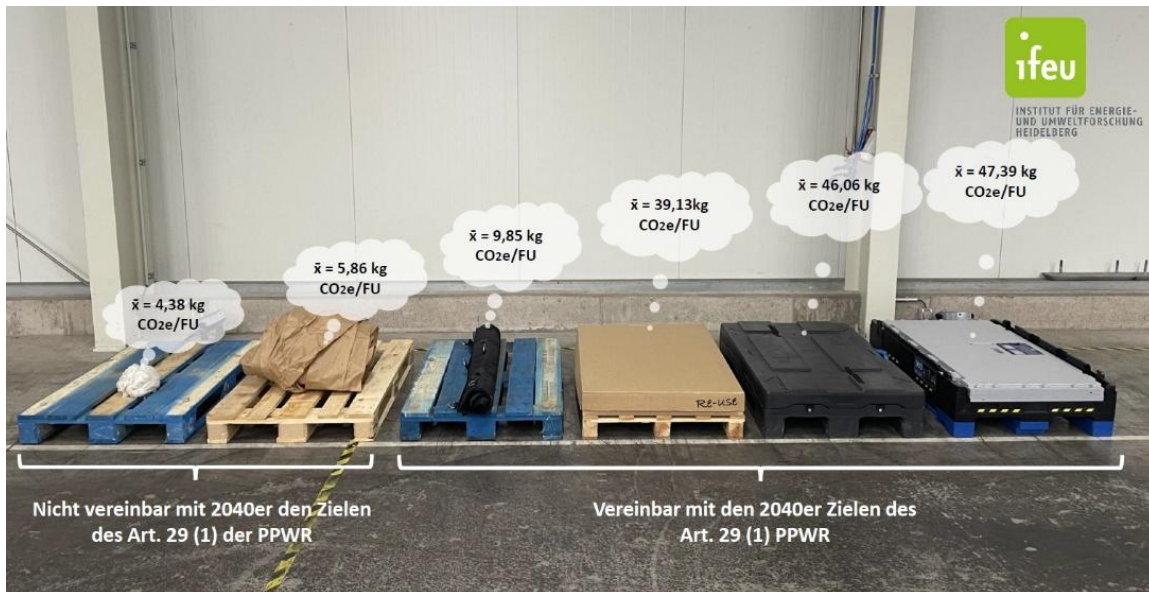 ifeu
INSTITUT FÜR ENERGIE-
UND UMWELTFORSCHUNG
HEIDELBERG
x̄ = 4,38 kg
CO2e/FU
x̄ = 5,86 kg
CO2e/FU
x̄ = 9,85 kg
CO2e/FU
x̄ = 39,13kg
CO2e/FU
x̄ = 46,06 kg
CO2e/FU
x̄ = 47,39 kg
CO2e/FU
RE-USE
Nicht vereinbar mit 2040er den Zielen
des Art. 29 (1) der PPWR
Vereinbar mit den 2040er Zielen des
Art. 29 (1) PPWR